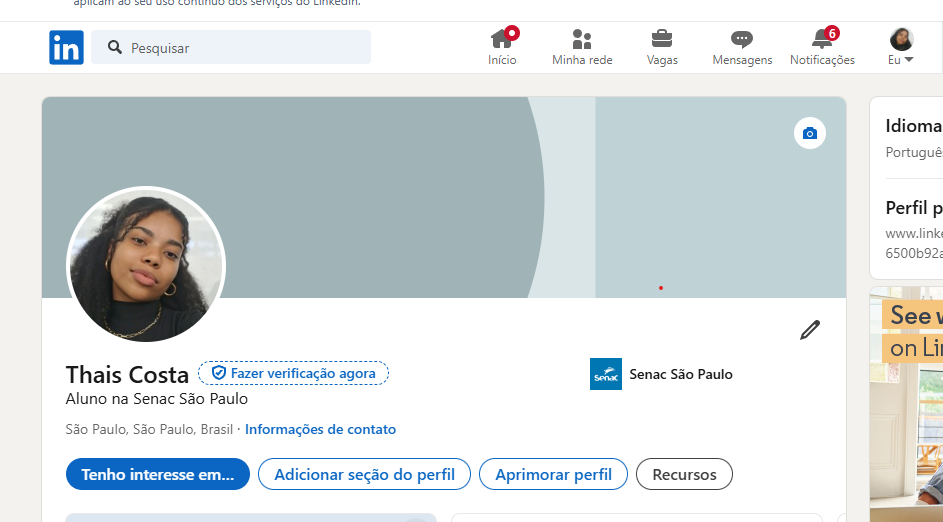 aplicam ao seu uso contínuo dos serviços do LinkedIn.
in
Pesquisar
Início
Minha rede
Vagas
Mensagens
6
Notificações
Eu
Thais Costa
Fazer verificação agora
Senac São Paulo
Aluno na Senac São Paulo
São Paulo, São Paulo, Brasil · Informações de contato
Tenho interesse em...
Adicionar seção do perfil
Aprimorar perfil
Recursos
senac
Idioma
Português
Perfil p
www.linke
6500b92a
See w
on Lin